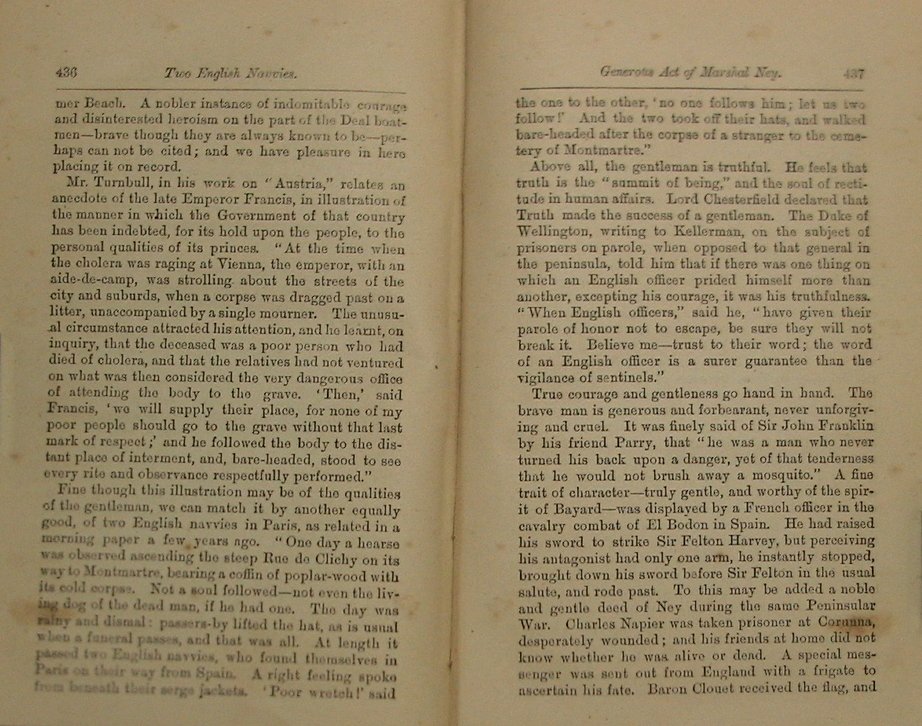 436 Two English Navvies.
mer Beach. A nobler instance of indomitable courage
and disinterested heroism on the part of the Deal boat-
men—brave though they are always known to be—per-
haps can not be cited; and we have pleasure in here
placing it on record.
Mr. Turnbull, in his work on "Austria," relates an
anecdote of the late Emperor Francis, in illustration of
the manner in which the Government of that country
has been indebted, for its hold upon the people, to the
personal qualities of its princes. "At the time when
the cholera was raging at Vienna, the emperor, with an
aide-de-camp, was strolling about the streets of the
city and suburds, when a corpse was dragged past on a
litter, unaccompanied by a single mourner. The unusu-
al circumstance attracted his attention, and he learnt, on
inquiry, that the deceased was a poor person who had
died of cholera, and that the relatives had not ventured
on what was then considered the very dangerous office
of attending the body to the grave. 'Then,' said
Francis, 'we will supply their place, for none of my
poor people should go to the grave without that last
mark of respect;' and he followed the body to the dis-
tant place of interment, and, bare-headed, stood to see
every rite and observance respectfully performed."
Fine though this illustration may be of the qualities
of the gentleman, we can match it by another equally
good, of two English navvies in Paris, as related in a
morning paper a few years ago. "One day a hearse
was observed ascending the steep Rue de Clichy on its
way to Montmartre, bearing a coffin of poplar-wood with
its cold corpse. Not a soul followed—not even the liv-
ing dog of the dead man, if he had one. The day was
rainy and dismal: passers-by lifted the hat, as is usual
when a funeral passes, and that was all. At length it
passed two English navvies, who found themselves in
Paris on their way from Spain. A right feeling spoke
from beneath their serge jackets. 'Poor wretch!' said
Generous Act of Marshal Ney. 437
the one to the other, 'no one follows him; let us two
follow!' And the two took off their hats, and walked
bare-headed after the corpse of a stranger to the ceme-
tery of Montmartre."
Above all, the gentleman is truthful. He feels that
truth is the "summit of being," and the soul of recti-
tude in human affairs. Lord Chesterfield declared that
Truth made the success of a gentleman. The Duke of
Wellington, writing to Kellerman, on the subject of
prisoners on parole, when opposed to that general in
the peninsula, told him that if there was one thing on
which an English officer prided himself more than
another, excepting his courage, it was his truthfulness.
"When English officers," said he, "have given their
parole of honor not to escape, be sure they will not
break it. Believe me—trust to their word; the word
of an English officer is a surer guarantee than the
vigilance of sentinels."
True courage and gentleness go hand in hand. The
brave man is generous and forbearant, never unforgiv-
ing and cruel. It was finely said of Sir John Franklin
by his friend Parry, that "he was a man who never
turned his back upon a danger, yet of that tenderness
that he would not brush away a mosquito." A fine
trait of character—truly gentle, and worthy of the spir-
it of Bayard—was displayed by a French officer in the
cavalry combat of El Bodon in Spain. He had raised
his sword to strike Sir Felton Harvey, but perceiving
his antagonist had only one arm, he instantly stopped,
brought down his sword before Sir Felton in the usual
salute, and rode past. To this may be added a noble
and gentle deed of Ney during the same Peninsular
War. Charles Napier was taken prisoner at Corunna,
desperately wounded; and his friends at home did not
know whether he was alive or dead. A special mes-
senger was sent out from England with a frigate to
ascertain his fate. Baron Clouet received the flag, and